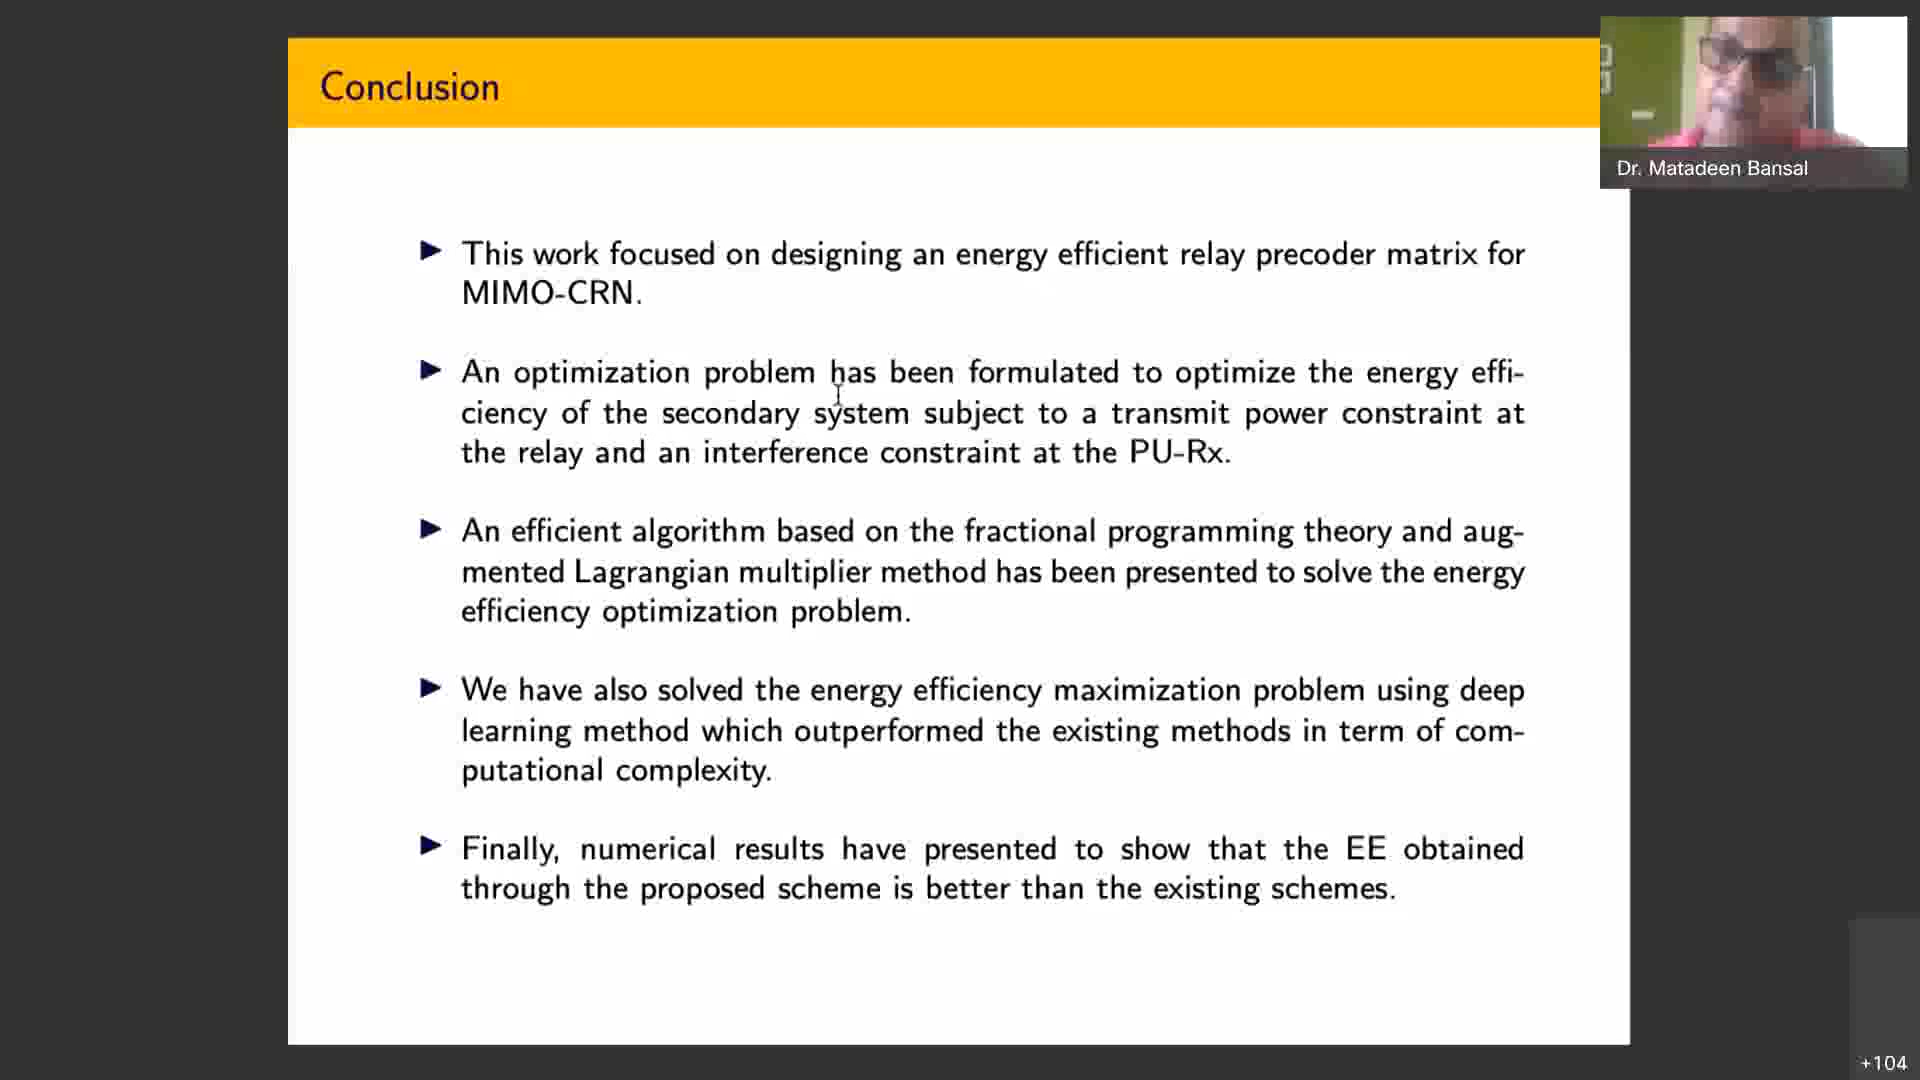 Conclusion
Dr. Matadeen Bansal
This work focused on designing an energy efficient relay precoder matrix for
MIMO-CRN.
An optimization problem has been formulated to optimize the energy effi-
ciency of the secondary system subject to a transmit power constraint at
the relay and an interference constraint at the PU-Rx.
An efficient algorithm based on the fractional programming theory and aug-
mented Lagrangian multiplier method has been presented to solve the energy
efficiency optimization problem.
We have also solved the energy efficiency maximization problem using deep
learning method which outperformed the existing methods in term of com-
putational complexity.
Finally, numerical results have presented to show that the EE obtained
through the proposed scheme is better than the existing schemes.
+104